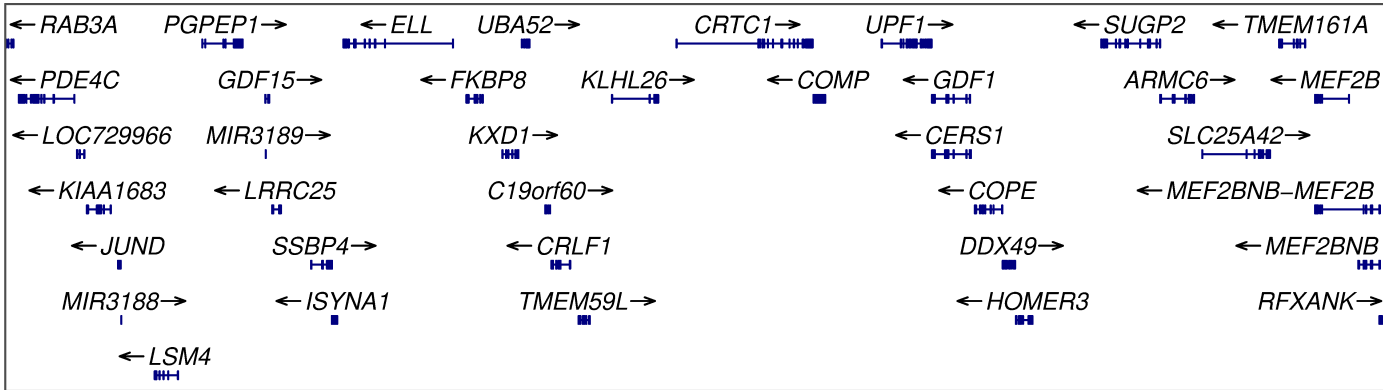 ←RAB3A PGPEP1→ ←ELL UBA52→ CRTC1→ UPF1→ ←SUGP2 ←TMEM161A
←PDE4C GDF15→ ←FKBP8 KLHL26→ ←COMP ←GDF1 ARMC6→ ←MEF2B
←LOC729966 MIR3189→ KXD1→ ←CERS1 SLC25A42→
←KIAA1683 ←LRRC25 C19orf60→ ←COPE ←MEF2BNB−MEF2B
←JUND SSBP4→ ←CRLF1 DDX49→ ←MEF2BNB
MIR3188→ ←ISYNA1 TMEM59L→ ←HOMER3 RFXANK→
←LSM4